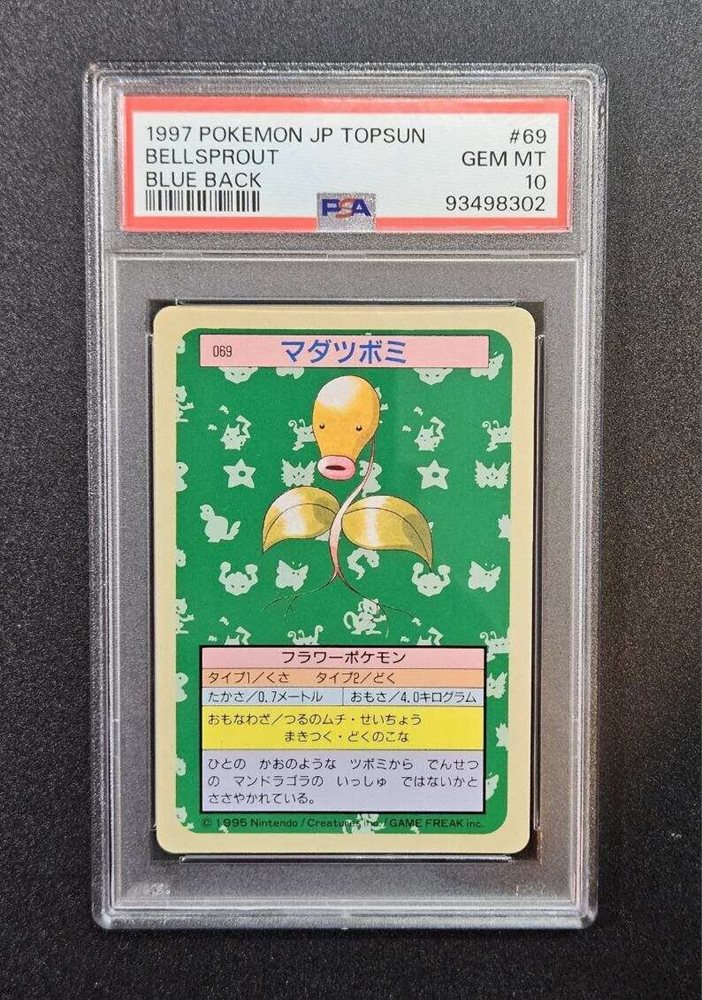 1997 POKEMON JP TOPSUN #69
BELLSPROUT GEM MT
BLUE BACK 10
PSA 93498302
069 マダツボミ
フラワーポケモン
タイプ1/くさ タイプ2/どく
たかさ/0.7メートル おもさ/4.0キログラム
おもなわざ/つるのムチ・せいちょう
まきつく・どくのこな
ひとの かおのような ツボミから でんせつ
の マンドラゴラの いっしゅ ではないかと
ささやかれている。
© 1995 Nintendo / Creatures inc. / GAME FREAK inc.